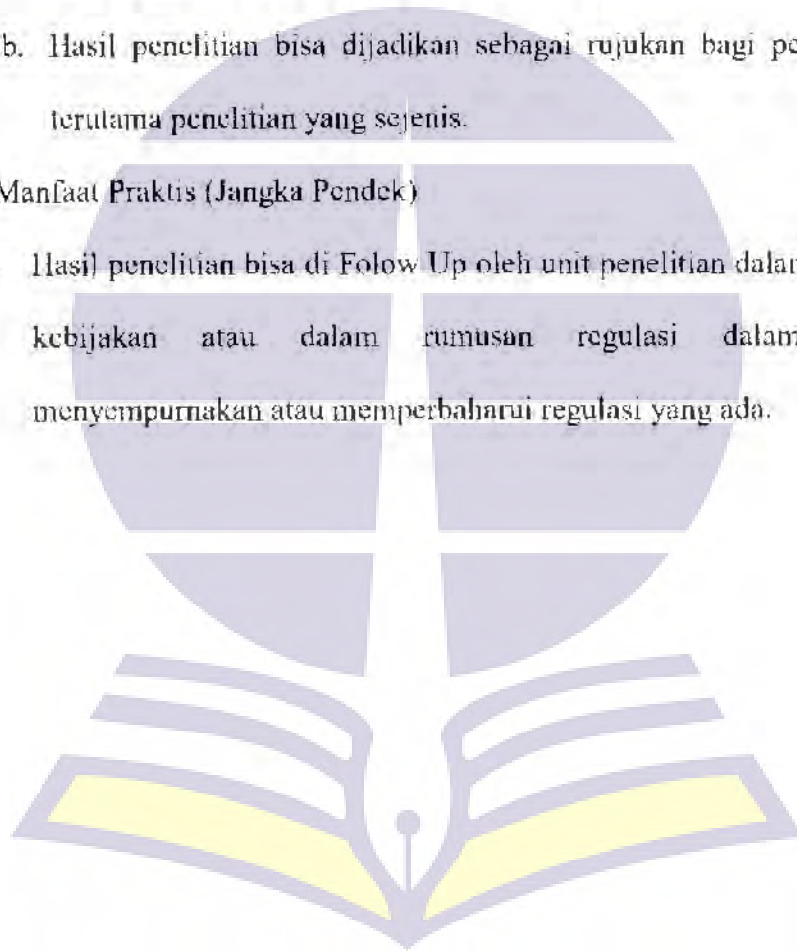 b. Hasil penelitian bisa dijadikan sebagai rujukan bagi pe
terutama penelitian yang sejenis.
Manfaat Praktis (Jangka Pendek)
Hasil penelitian bisa di Folow Up oleh unit penelitian dalam
kebijakan atau dalam rumusan regulasi dalam
menyempurnakan atau memperbaharui regulasi yang ada.